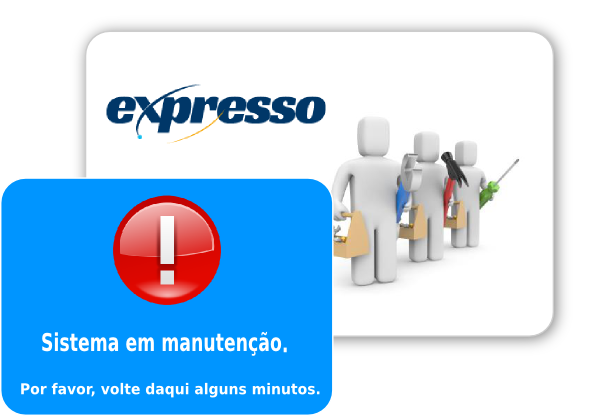 expresso
Sistema em manutenção.
Por favor, volte daqui alguns minutos.